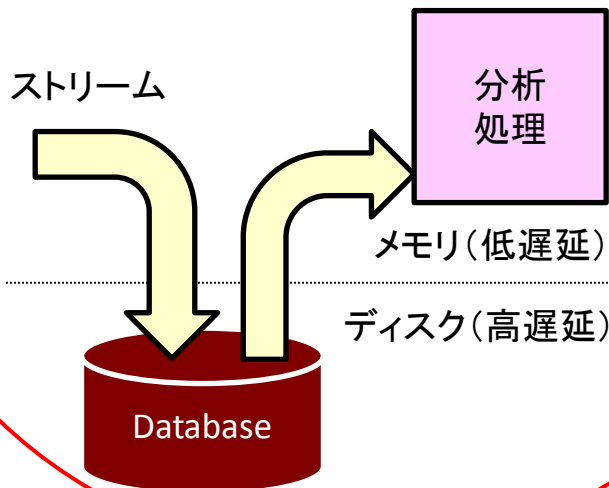 ストリーム
分析
処理
メモリ(低遅延)
ディスク(高遅延)
Database